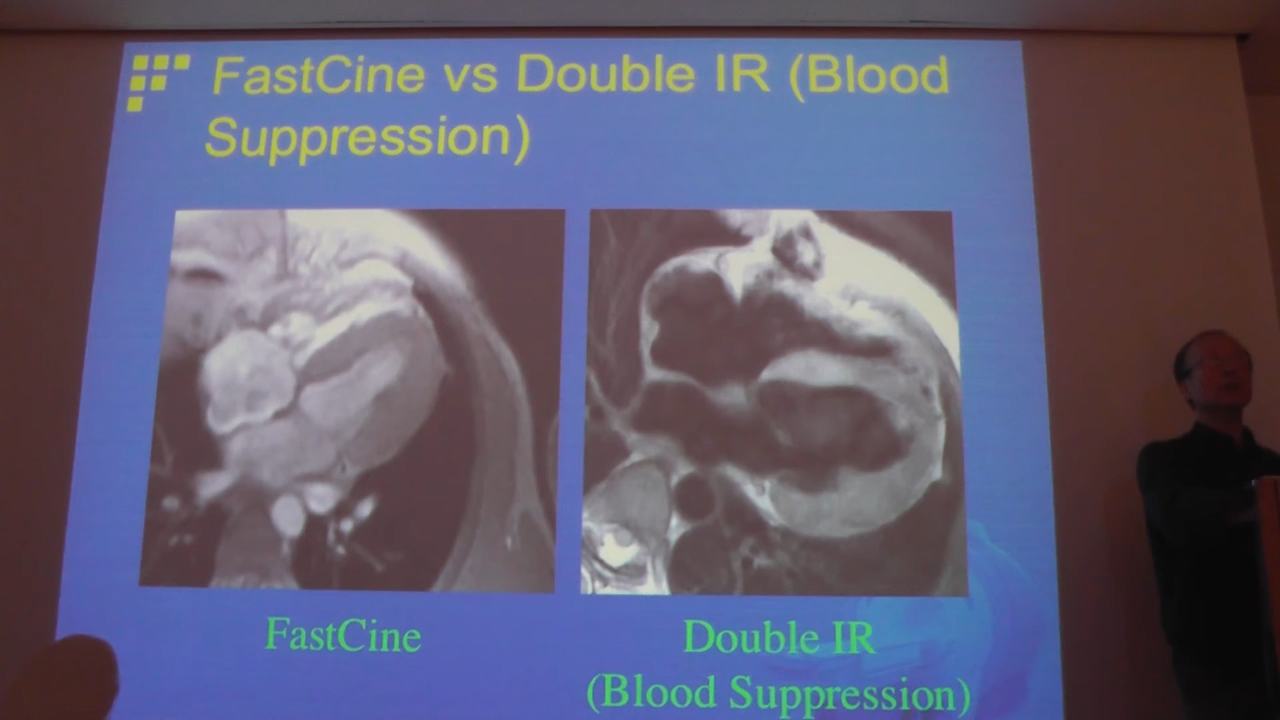 FastCine vs Double IR (Blood
Suppression)
FastCine
Double IR
(Blood Suppression)